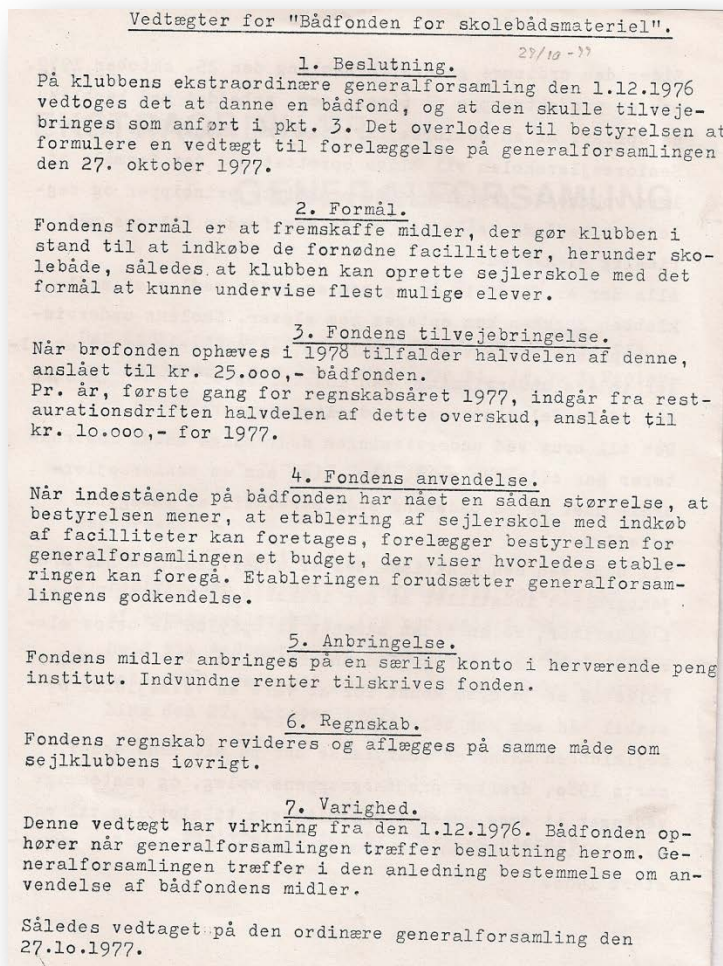 Vedtægter for "Bådfonden for skolebådsmateriel".
27/10-77
1. Beslutning.
På klubbens ekstraordinære generalforsamling den 1.12.1976
vedtoges det at danne en bådfond, og at den skulle tilveje-
bringes som anført i pkt. 3. Det overlodes til bestyrelsen at
formulere en vedtægt til forelæggelse på generalforsamlingen
den 27. oktober 1977.
2. Formål.
Fondens formål er at fremskaffe midler, der gør klubben i
stand til at indkøbe de fornødne facilliteter, herunder sko-
lebåde, således at klubben kan oprette sejlerskole med det
formål at kunne undervise flest mulige elever.
3. Fondens tilvejebringelse.
Når brofonden ophæves i 1978 tilfalder halvdelen af denne,
anslået til kr. 25.000,- bådfonden.
Pr. år, første gang for regnskabsåret 1977, indgår fra rest-
aurationsdriften halvdelen af dette overskud, anslået til
kr. lo.000,- for 1977.
4. Fondens anvendelse.
Når indestående på bådfonden har nået en sådan størrelse, at
bestyrelsen mener, at etablering af sejlerskole med indkøb
af facilliteter kan foretages, forelægger bestyrelsen for
generalforsamlingen et budget, der viser hvorledes etable-
ringen kan foregå. Etableringen forudsætter generalforsam-
lingens godkendelse.
5. Anbringelse.
Fondens midler anbringes på en særlig konto i herværende peng
institut. Indvundne renter tilskrives fonden.
6. Regnskab.
Fondens regnskab revideres og aflægges på samme måde som
sejlklubbens iøvrigt.
7. Varighed.
Denne vedtægt har virkning fra den 1.12.1976. Bådfonden op-
hører når generalforsamlingen træffer beslutning herom. Ge-
neralforsamlingen træffer i den anledning bestemmelse om an-
vendelse af bådfondens midler.
Således vedtaget på den ordinære generalforsamling den
27.lo.1977.